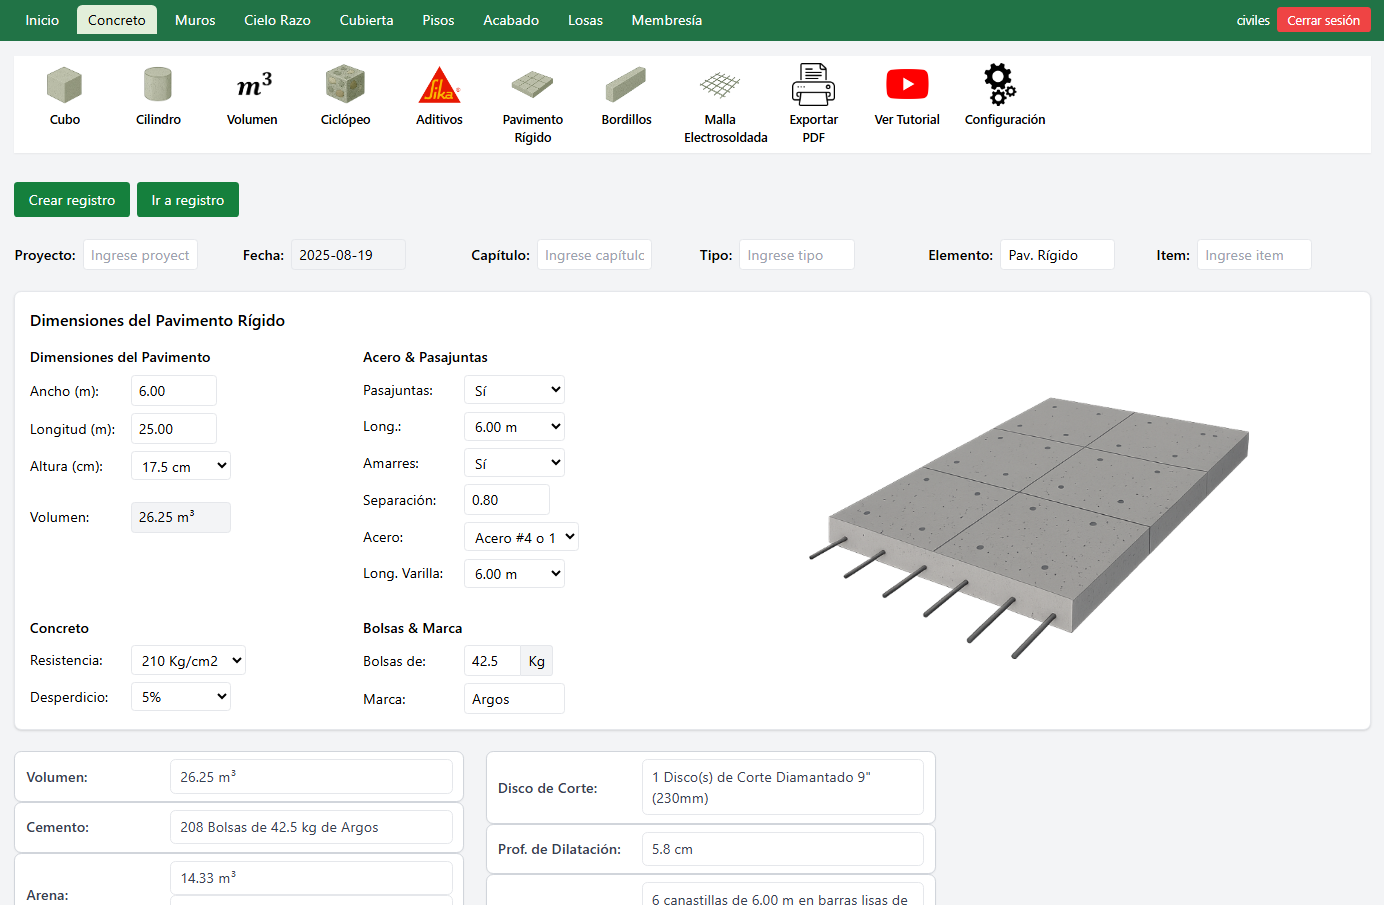 Inicio Concreto Muros Cielo Razo Cubierta Pisos Acabado Losas Membresía civiles Cerrar sesión
m³
Sika
Cubo Cilindro Volumen Ciclópeo Aditivos Pavimento Rígido Bordillos Malla Electrosoldada Exportar PDF Ver Tutorial Configuración
Crear registro Ir a registro
Proyecto: Ingrese proyect Fecha: 2025-08-19 Capítulo: Ingrese capítulc Tipo: Ingrese tipo Elemento: Pav. Rígido Item: Ingrese item
Dimensiones del Pavimento Rígido
Dimensiones del Pavimento
Ancho (m): 6.00
Longitud (m): 25.00
Altura (cm): 17.5 cm
Volumen: 26.25 m³
Acero & Pasajuntas
Pasajuntas: Sí
Long.: 6.00 m
Amarres: Sí
Separación: 0.80
Acero: Acero #4 o 1
Long. Varilla: 6.00 m
Concreto
Resistencia: 210 Kg/cm2
Desperdicio: 5%
Bolsas & Marca
Bolsas de: 42.5 Kg
Marca: Argos
Volumen: 26.25 m³
Cemento: 208 Bolsas de 42.5 kg de Argos
Arena: 14.33 m³
Disco de Corte: 1 Disco(s) de Corte Diamantado 9"
(230mm)
Prof. de Dilatación: 5.8 cm
6 canastillas de 6.00 m en barras lisas de